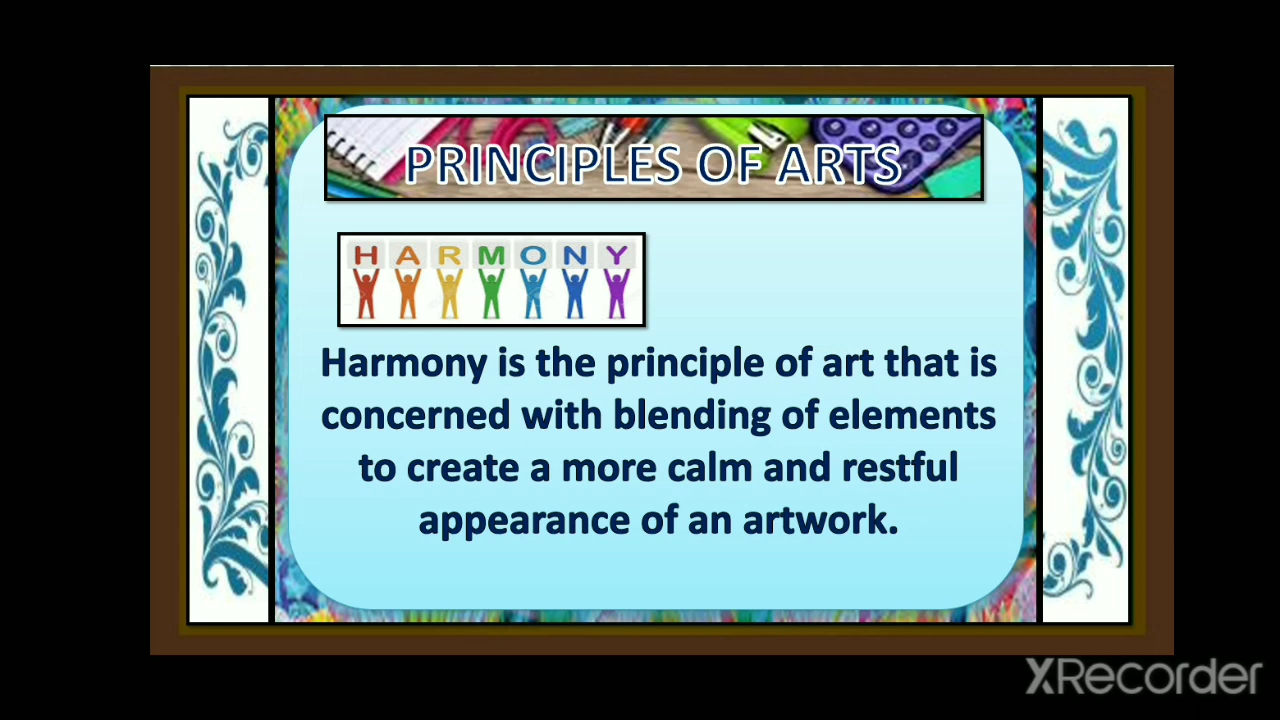 PRINCIPLES OF ARTS
HARMONY
Harmony is the principle of art that is
concerned with blending of elements
to create a more calm and restful
appearance of an artwork.
XRecorder